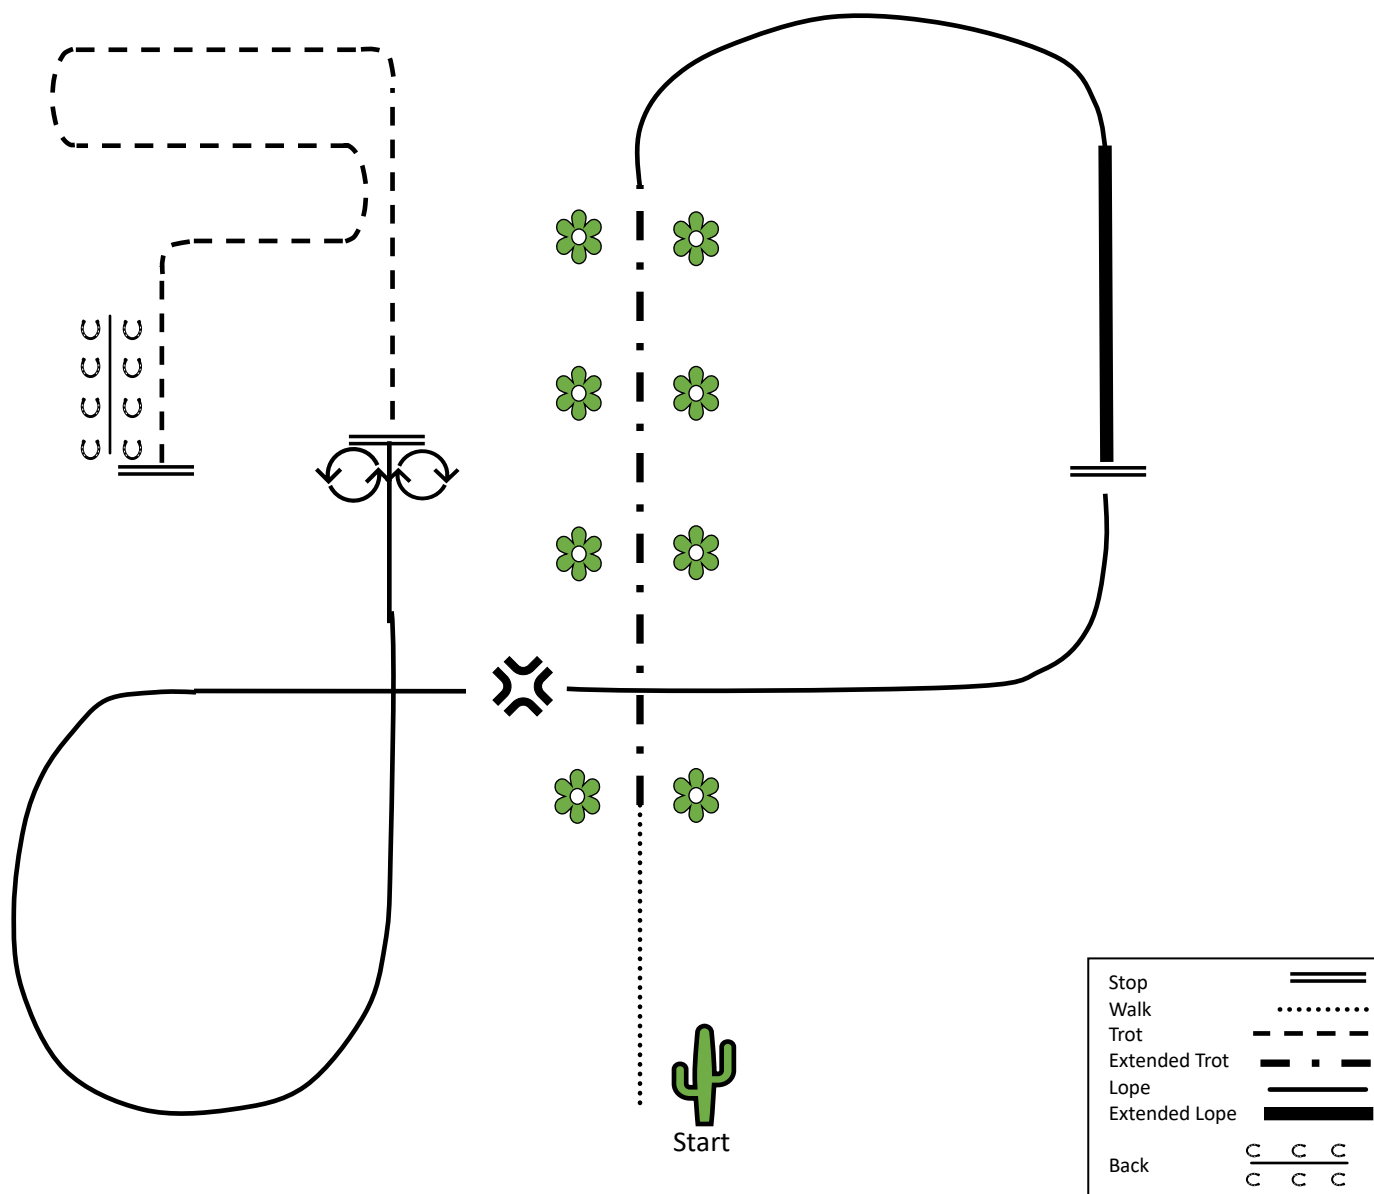 Start
Stop
Walk
Trot
Extended Trot
Lope
Extended Lope
Back